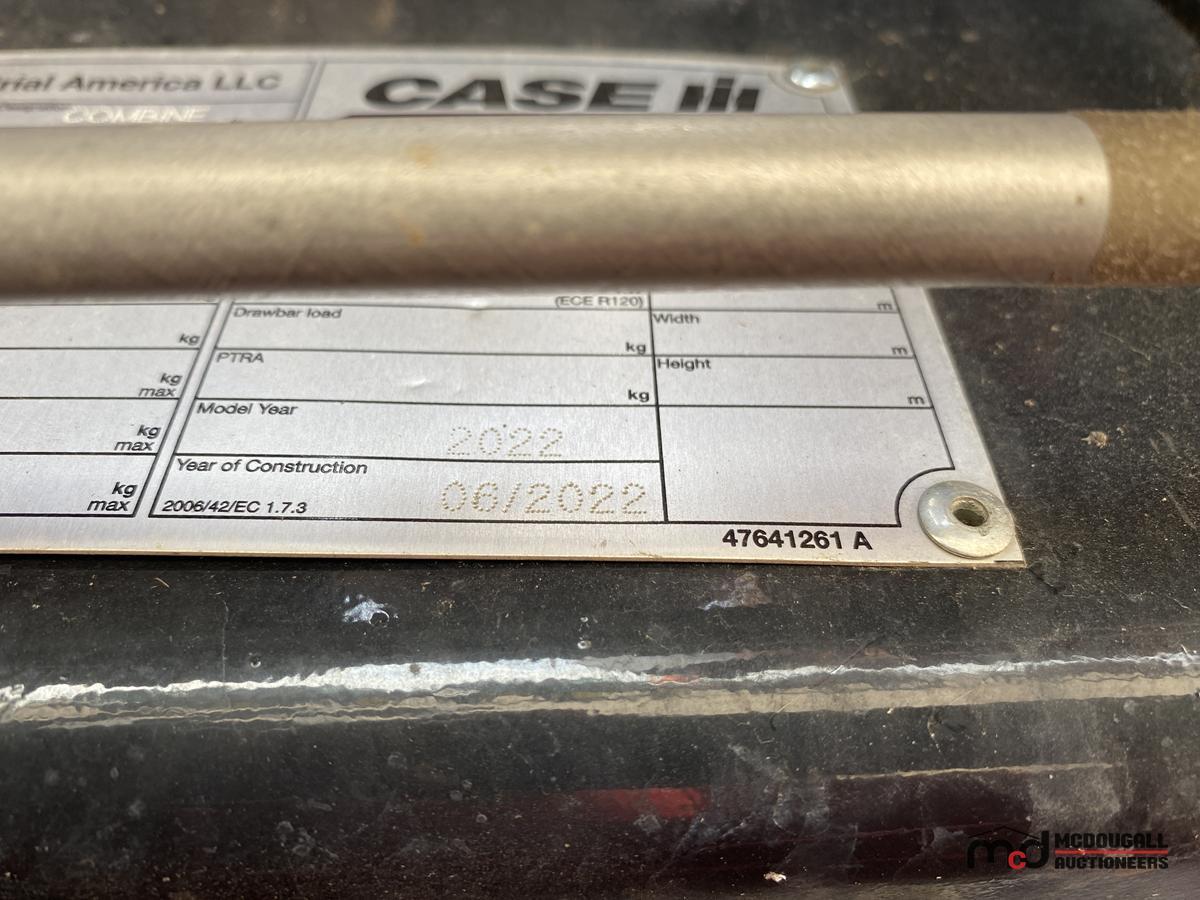 rial America LLC
CASE IH
COMBINE
(ECE R120)
m
kg
Drawbar load
kg
Width
m
kg
max
PTRA
kg
Height
m
kg
max
Model Year
2022
kg
max
Year of Construction
2006/42/EC 1.7.3
06/2022
47641261 A
mcd MCDOUGALL
AUCTIONEERS